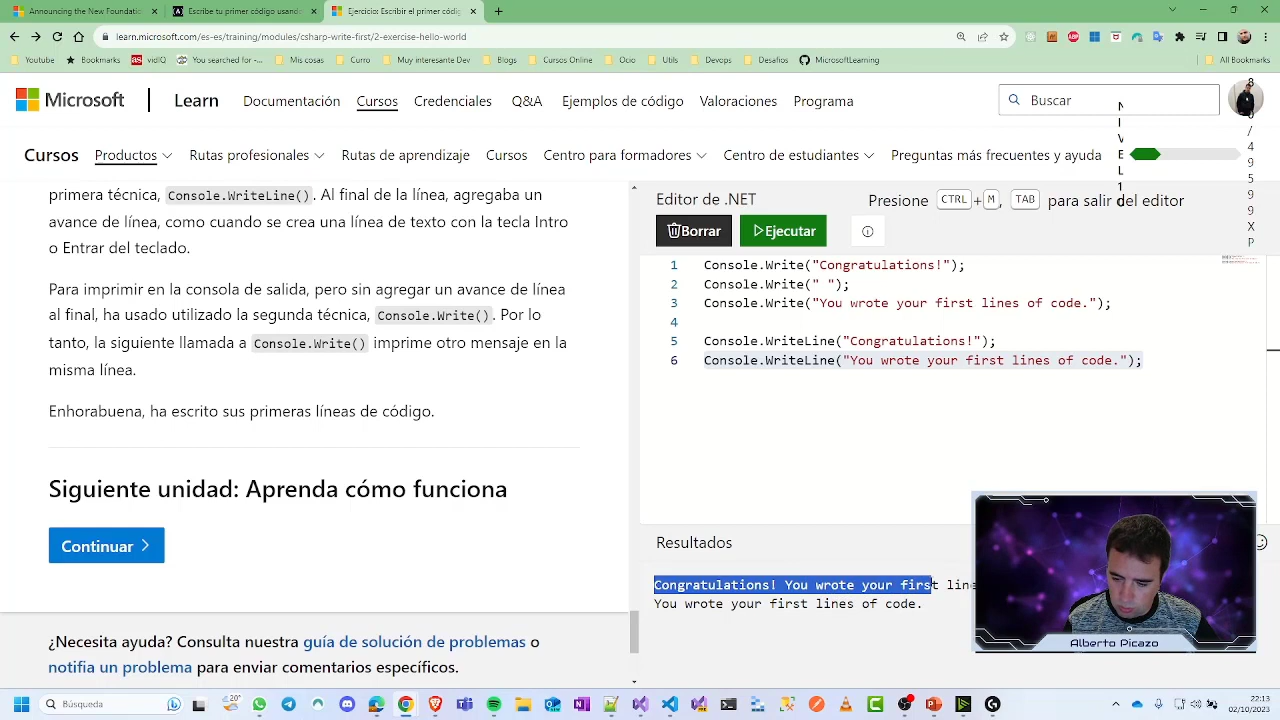 Announcing the New Foundatio
Escribe tu primer código usando
Ejercicio: Escribir el primer códig
learn.microsoft.com/es-es/training/modules/csharp-write-first/2-exercise-hello-world
Youtube
Bookmarks
vidIQ
You searched for -...
Mis cosas
Curro
Muy interesante Dev
Blogs
Cursos Online
Ocio
Utils
Devops
Desafios
MicrosoftLearning
All Bookmarks
Microsoft
Learn
Documentación
Cursos
Credenciales
Q&A
Ejemplos de código
Valoraciones
Programa
Buscar
Cursos
Productos
Rutas profesionales
Rutas de aprendizaje
Cursos
Centro para formadores
Centro de estudiantes
Preguntas más frecuentes y ayuda
primera técnica, Console.WriteLine(). Al final de la línea, agregaba un
avance de línea, como cuando se crea una línea de texto con la tecla Intro
o Entrar del teclado.
Para imprimir en la consola de salida, pero sin agregar un avance de línea
al final, ha usado utilizado la segunda técnica, Console.Write(). Por lo
tanto, la siguiente llamada a Console.Write() imprime otro mensaje en la
misma línea.
Enhorabuena, ha escrito sus primeras líneas de código.
Siguiente unidad: Aprenda cómo funciona
Continuar
¿Necesita ayuda? Consulta nuestra guía de solución de problemas o
notifia un problema para enviar comentarios específicos.
Editor de .NET
Presione CTRL+M, TAB para salir del editor
Borrar
Ejecutar
1 Console.Write("Congratulations!");
2 Console.Write(" ");
3 Console.Write("You wrote your first lines of code.");
4
5 Console.WriteLine("Congratulations!");
6 Console.WriteLine("You wrote your first lines of code.");
Resultados
Congratulations! You wrote your first
You wrote your first lines of code.
Alberto Picazo
Búsqueda
20°
22:13
02/10/2023